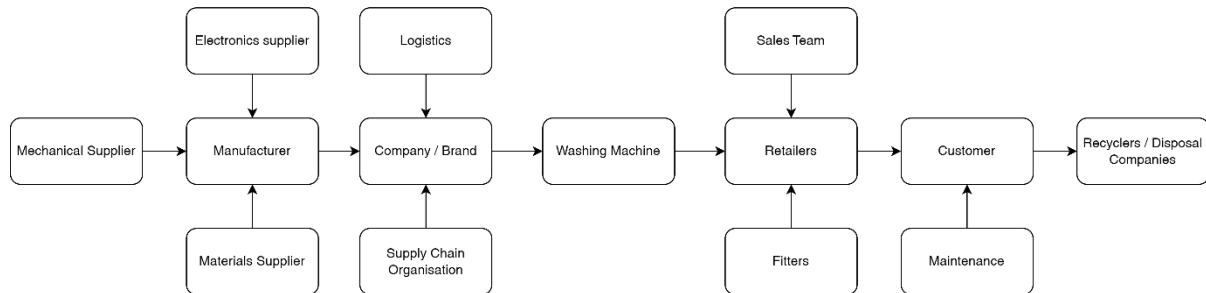 Electronics supplier
Logistics
Sales Team
Mechanical Supplier
Manufacturer
Company / Brand
Washing Machine
Retailers
Customer
Recyclers / Disposal
Companies
Materials Supplier
Supply Chain
Organisation
Fitters
Maintenance